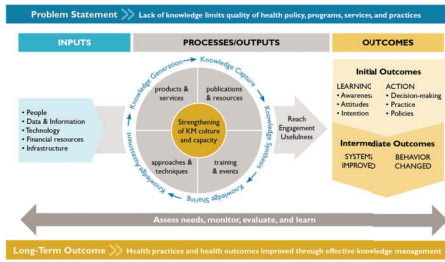 Problem Statement >> Lack of knowledge limits quality of health policy, programs, services, and practices
INPUTS
PROCESSES/OUTPUTS
OUTCOMES
• People
• Data & Information
• Technology
• Financial resources
• Infrastructure
Knowledge Assessment
Knowledge Generation
Knowledge Capture
Knowledge Synthesis
Knowledge Sharing
products &
services
publications
& resources
Strengthening
of KM culture
and capacity
approaches &
techniques
training
& events
Reach
Engagement
Usefulness
Initial Outcomes
LEARNING
• Awareness
• Attitudes
• Intention
ACTION
• Decision-making
• Practice
• Policies
Intermediate Outcomes
SYSTEMS
IMPROVED
BEHAVIOR
CHANGED
Assess needs, monitor, evaluate, and learn
Long-Term Outcome >> Health practices and health outcomes improved through effective knowledge management